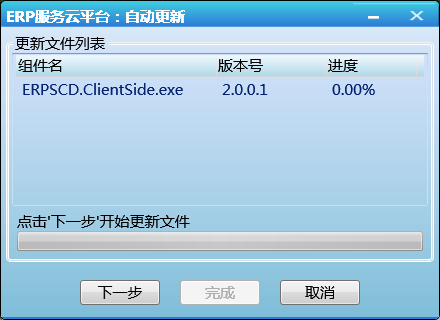 ERP服务云平台：自动更新
更新文件列表
组件名 版本号 进度
ERPSCD.ClientSide.exe 2.0.0.1 0.00%
点击'下一步'开始更新文件
下一步 完成 取消